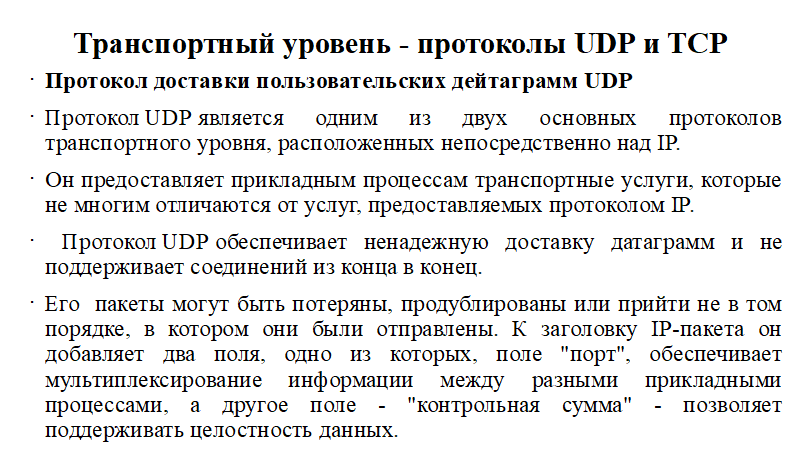 Транспортный уровень - протоколы UDP и TCP
· Протокол доставки пользовательских дейтаграмм UDP
· Протокол UDP является одним из двух основных протоколов
транспортного уровня, расположенных непосредственно над IP.
· Он предоставляет прикладным процессам транспортные услуги, которые
не многим отличаются от услуг, предоставляемых протоколом IP.
· Протокол UDP обеспечивает ненадежную доставку датаграмм и не
поддерживает соединений из конца в конец.
· Его пакеты могут быть потеряны, продублированы или прийти не в том
порядке, в котором они были отправлены. К заголовку IP-пакета он
добавляет два поля, одно из которых, поле "порт", обеспечивает
мультиплексирование информации между разными прикладными
процессами, а другое поле - "контрольная сумма" - позволяет
поддерживать целостность данных.